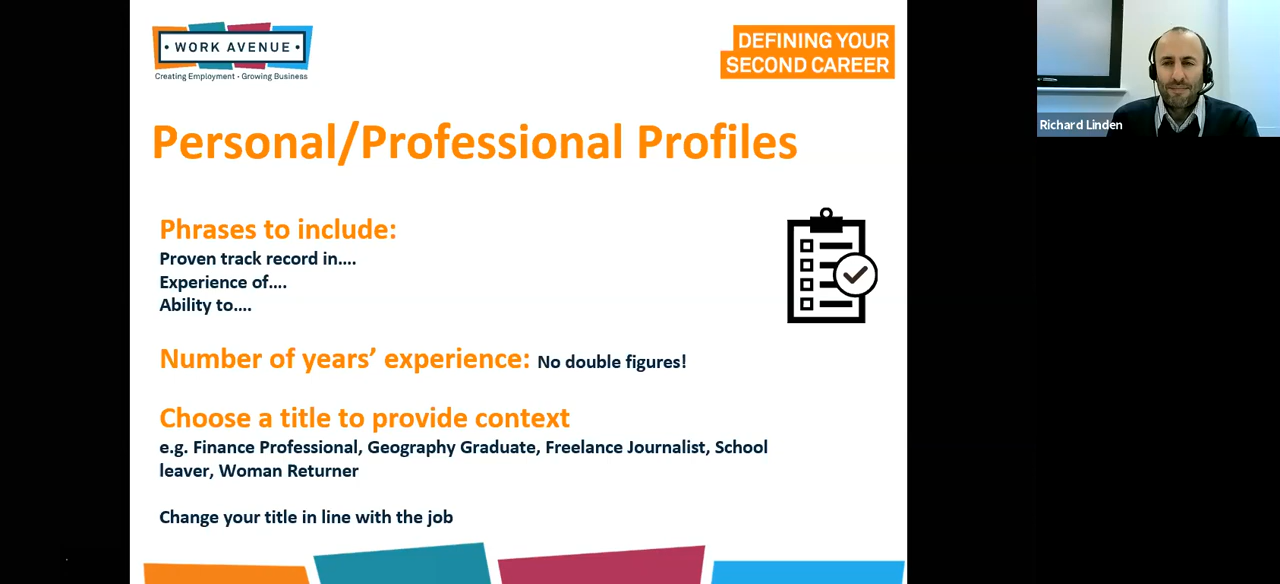 • WORK AVENUE •
Creating Employment • Growing Business
DEFINING YOUR
SECOND CAREER
Personal/Professional Profiles
Phrases to include:
Proven track record in....
Experience of....
Ability to....
Number of years’ experience: No double figures!
Choose a title to provide context
e.g. Finance Professional, Geography Graduate, Freelance Journalist, School
leaver, Woman Returner
Change your title in line with the job
Richard Linden